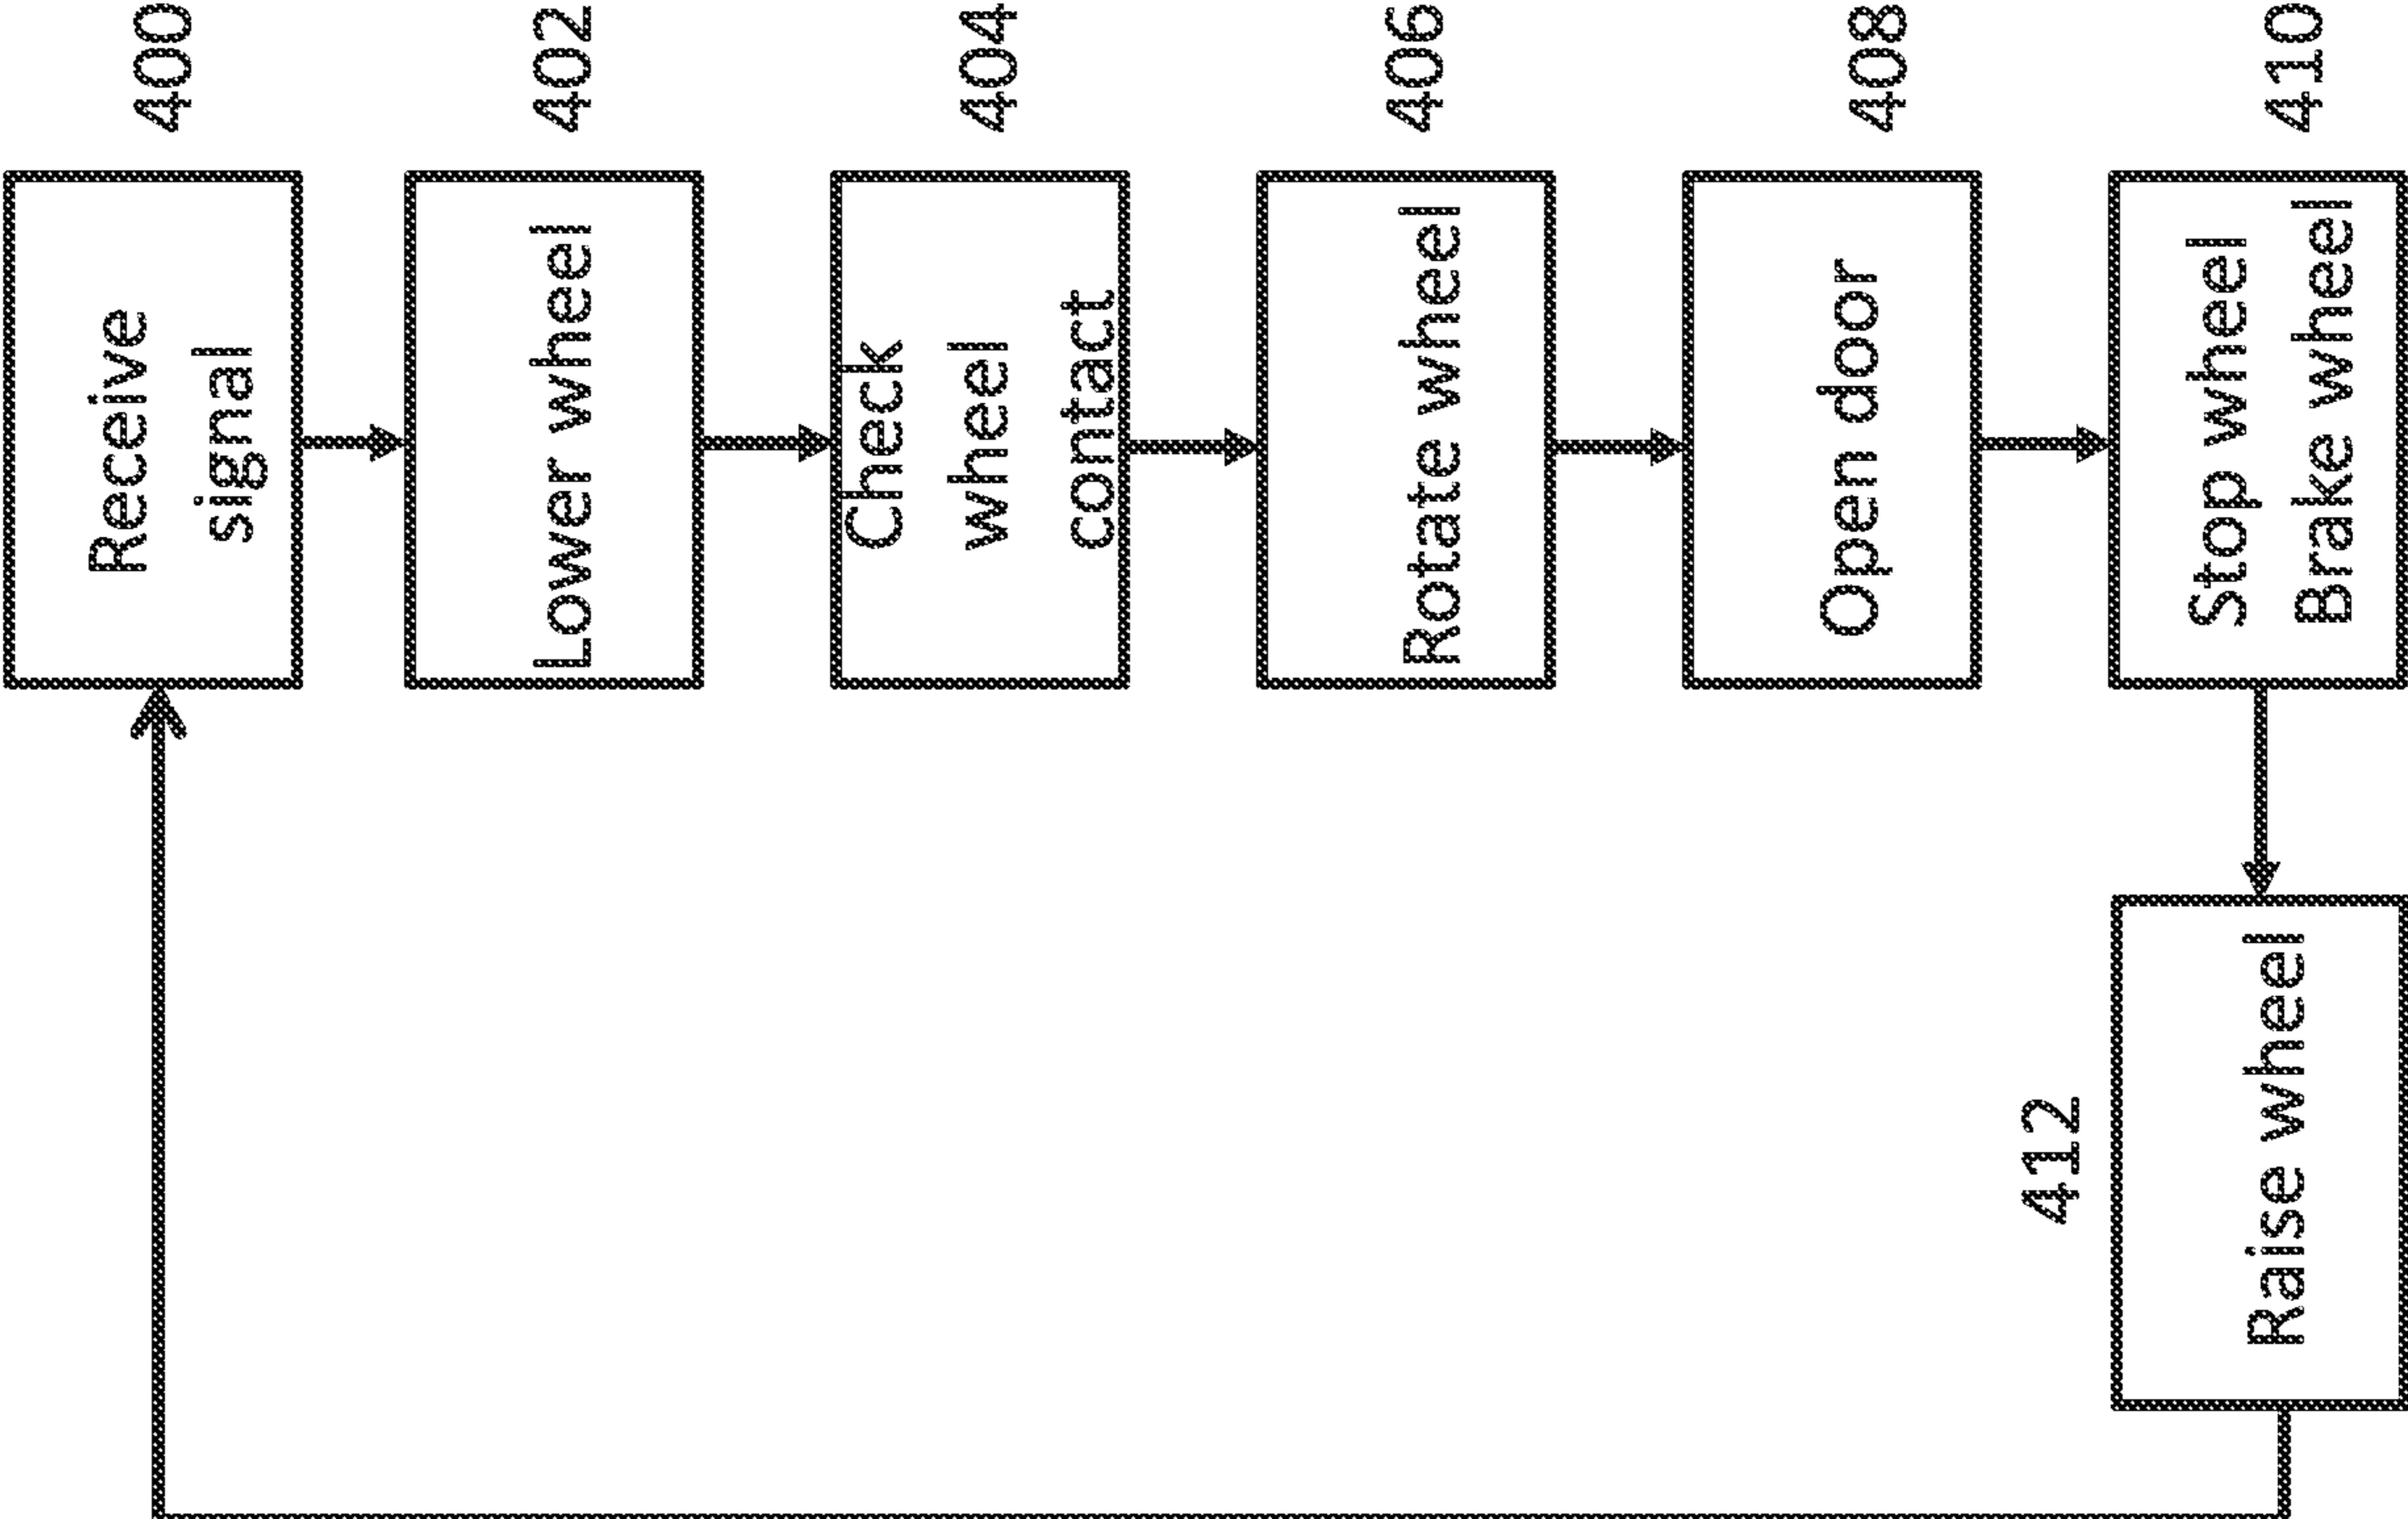 Receive
signal
400
Lower wheel
402
Check
wheel
contact
404
Rotate wheel
406
Open door
408
Stop wheel
Brake wheel
410
412
Raise wheel